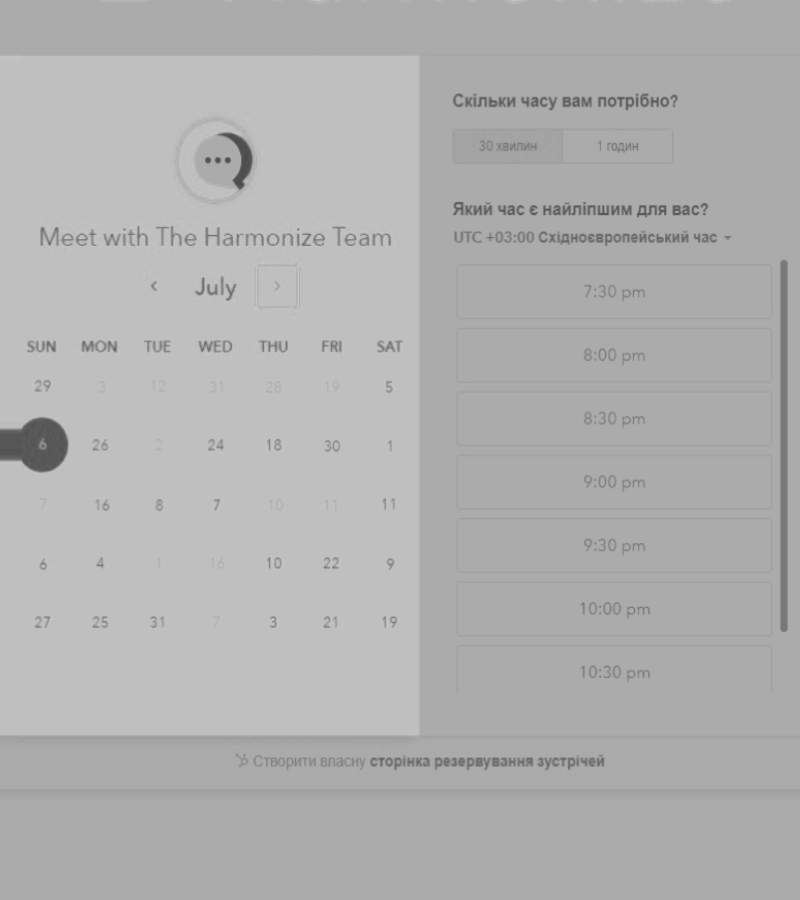 Meet with The Harmonize Team
July
SUN MON TUE WED THU FRI SAT
29 3 12 31 28 19 5
6 26 2 24 18 30 1
7 16 8 7 10 11 11
6 4 1 16 10 22 9
27 25 31 7 3 21 19
Скільки часу вам потрібно?
30 хвилин 1 годин
Який час є найліпшим для вас?
UTC +03:00 Східноєвропейський час
7:30 pm
8:00 pm
8:30 pm
9:00 pm
9:30 pm
10:00 pm
10:30 pm
Створити власну сторінка резервування зустрічей